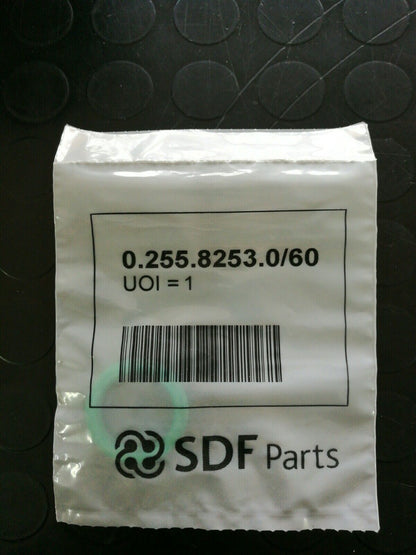 0.255.8253.0/60
UOI = 1
SDF Parts